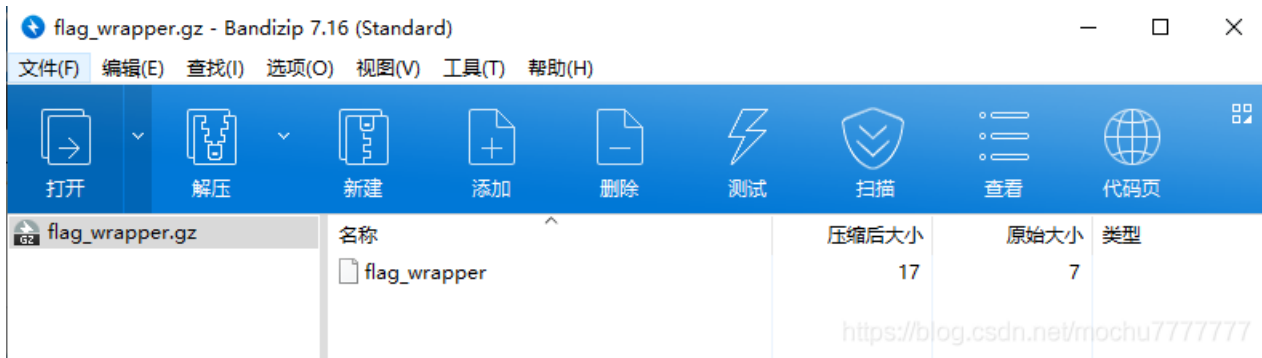 flag_wrapper.gz - Bandizip 7.16 (Standard)
文件(F) 编辑(E) 查找(I) 选项(O) 视图(V) 工具(T) 帮助(H)
打开 解压 新建 添加 删除 测试 扫描 查看 代码页
GZ flag_wrapper.gz 名称 压缩后大小 原始大小 类型
flag_wrapper 17 7
https://blog.csdn.net/mochu7777777